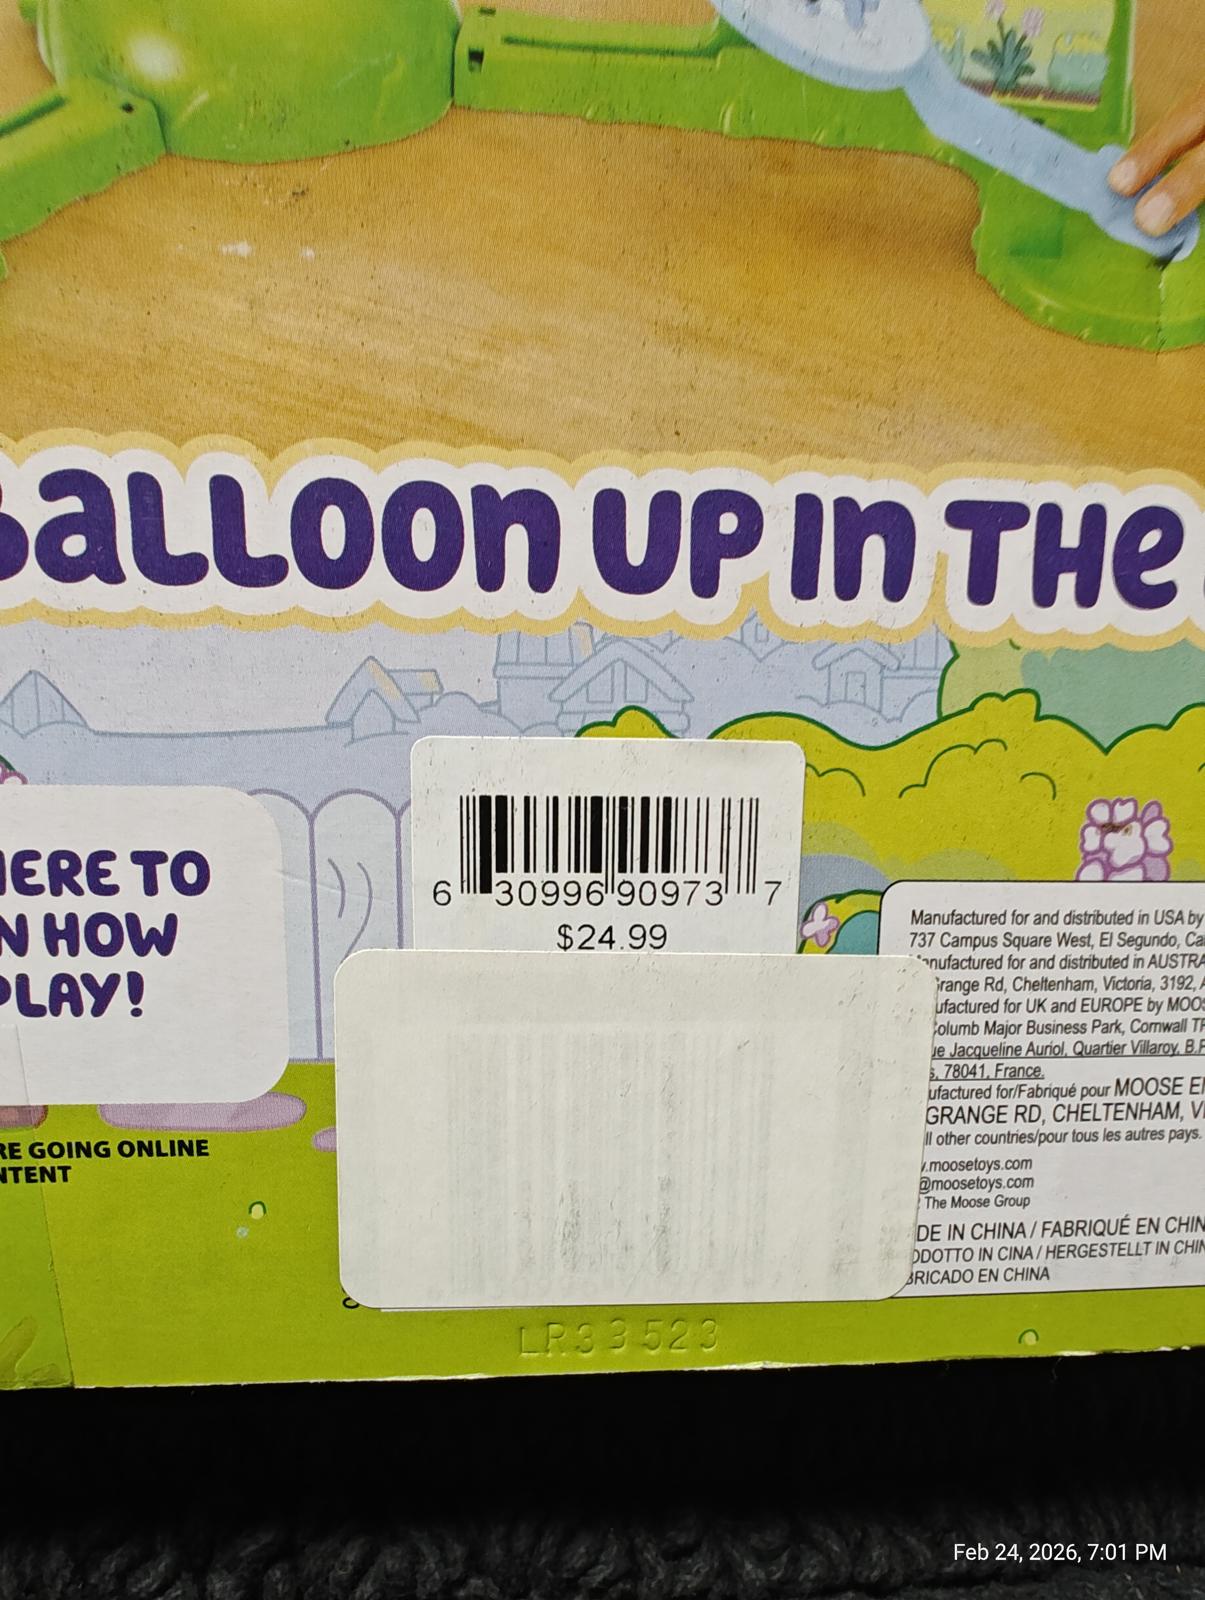 BaLLOON UP IN THe
HERE TO
N HOW
PLAY!
RE GOING ONLINE
NTENT
6 30996 90973 7
$24.99
Manufactured for and distributed in USA by
737 Campus Square West, El Segundo, Ca
anufactured for and distributed in AUSTRA
Grange Rd, Cheltenham, Victoria, 3192, A
ufactured for UK and EUROPE by MOOS
Columb Major Business Park, Cornwall TR
ue Jacqueline Auriol, Quartier Villaroy, B.P
s, 78041, France.
ufactured for/Fabriqué pour MOOSE EN
GRANGE RD, CHELTENHAM, VI
ll other countries/pour tous les autres pays.
.moosetoys.com
@moosetoys.com
The Moose Group
DE IN CHINA / FABRIQUÉ EN CHIN
ODOTTO IN CINA / HERGESTELLT IN CHIN
BRICADO EN CHINA
LR33523
Feb 24, 2026, 7:01 PM